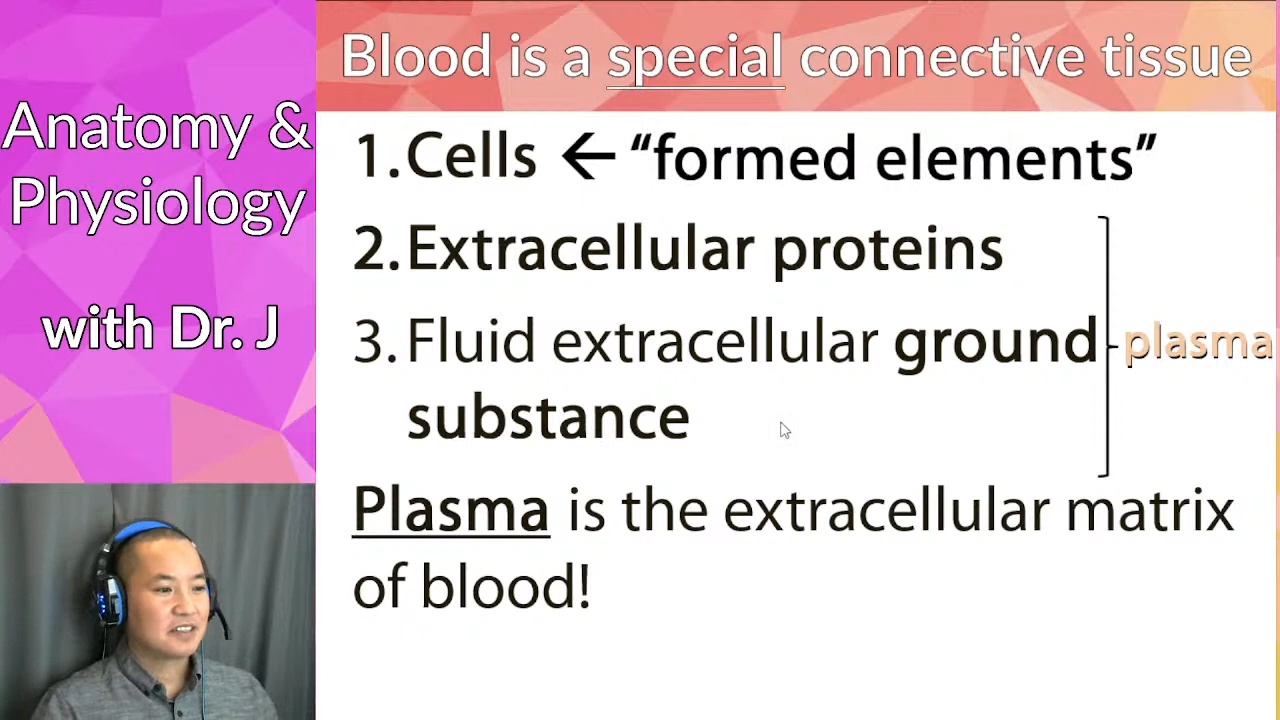 Anatomy &
Physiology
with Dr. J
Blood is a special connective tissue
1. Cells ← “formed elements”
2. Extracellular proteins
3. Fluid extracellular ground
substance
plasma
Plasma is the extracellular matrix
of blood!